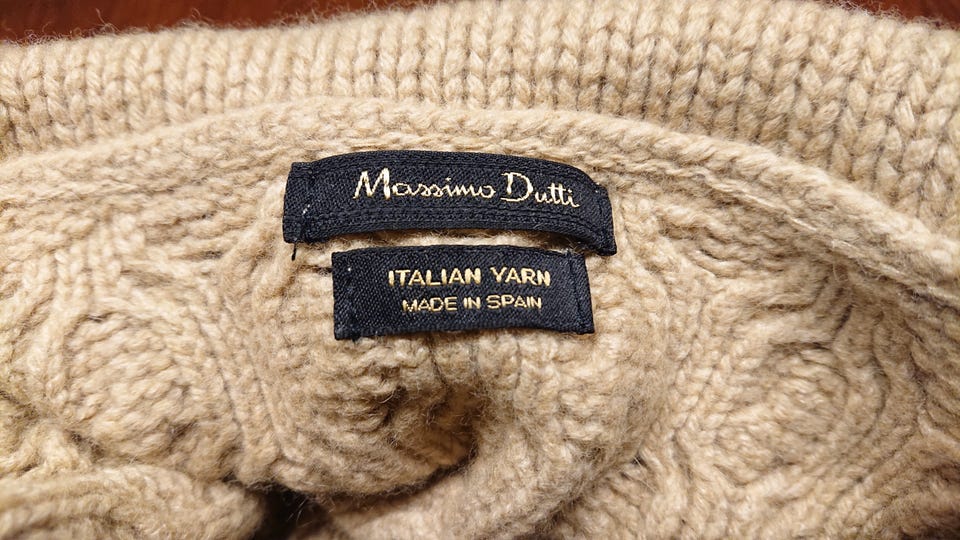 Massimo Dutti
ITALIAN YARN
MADE IN SPAIN